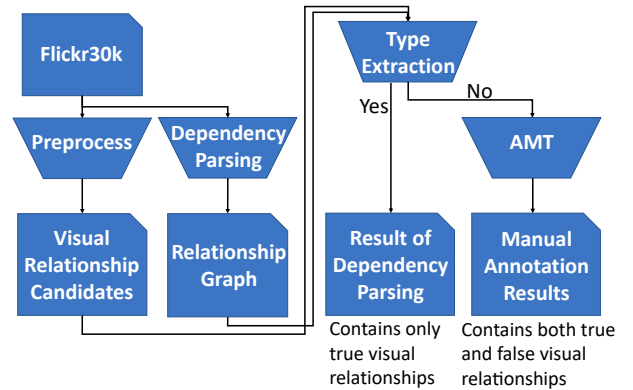 Flickr30k
Preprocess
Dependency
Parsing
Visual
Relationship
Candidates
Relationship
Graph
Type
Extraction
Yes
No
AMT
Result of
Dependency
Parsing
Manual
Annotation
Results
Contains only
true visual
relationships
Contains both true
and false visual
relationships